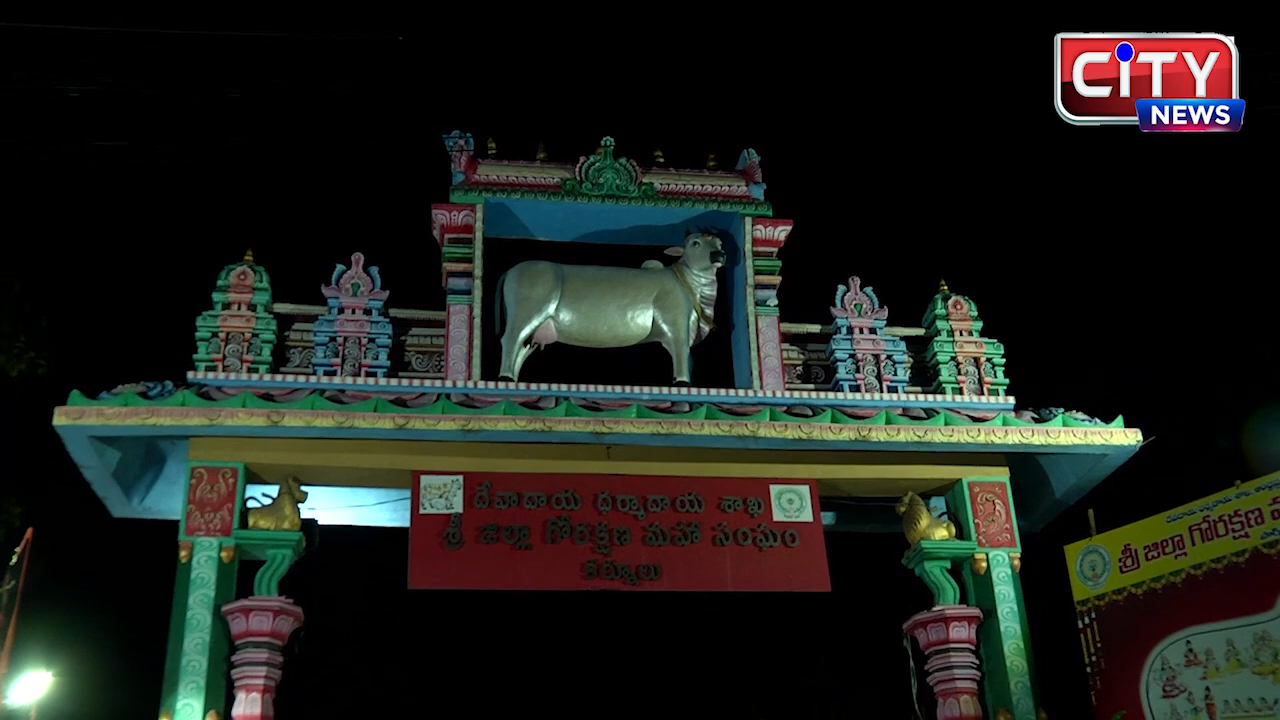 CiTY
NEWS
దేవాదాయ ధర్మాదాయ శాఖ
శ్రీ జిల్లా గోరక్షణ మహా సంఘం
కర్నూలు
శ్రీ జిల్లా గోరక్షణ